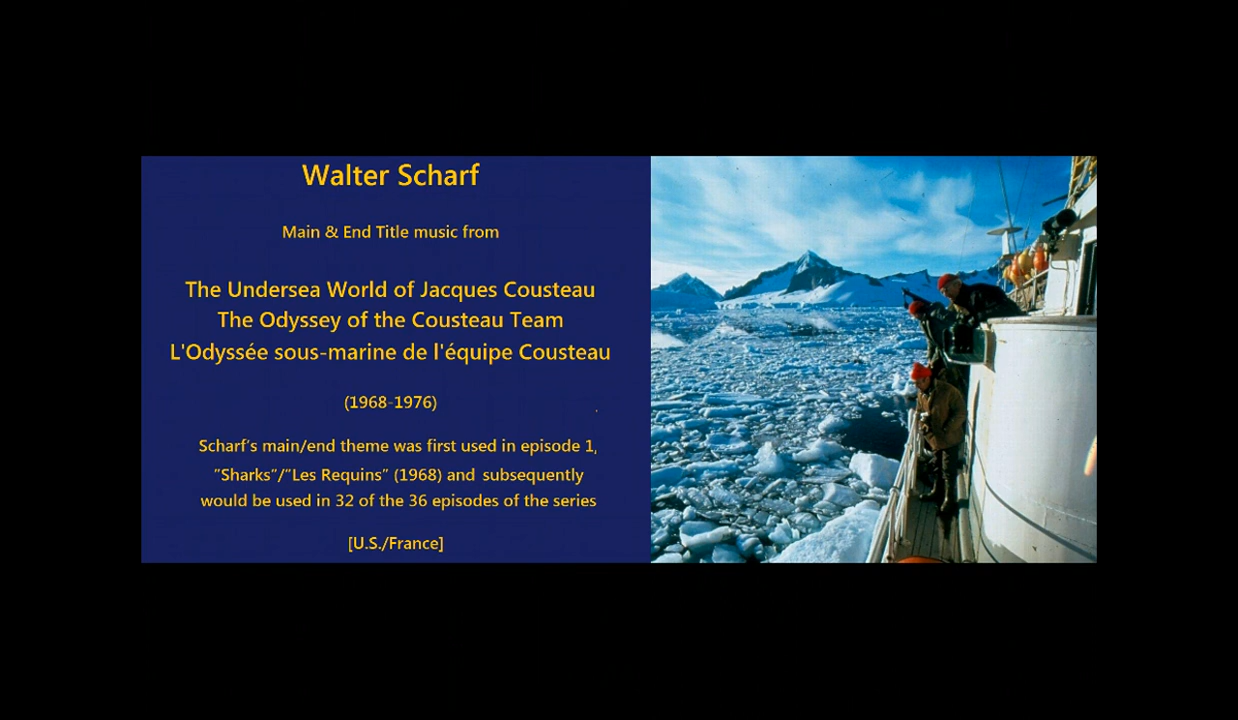 Walter Scharf
Main & End Title music from
The Undersea World of Jacques Cousteau
The Odyssey of the Cousteau Team
L'Odyssée sous-marine de l'équipe Cousteau
(1968-1976)
Scharf's main/end theme was first used in episode 1,
"Sharks"/"Les Requins" (1968) and subsequently
would be used in 32 of the 36 episodes of the series
[U.S./France]